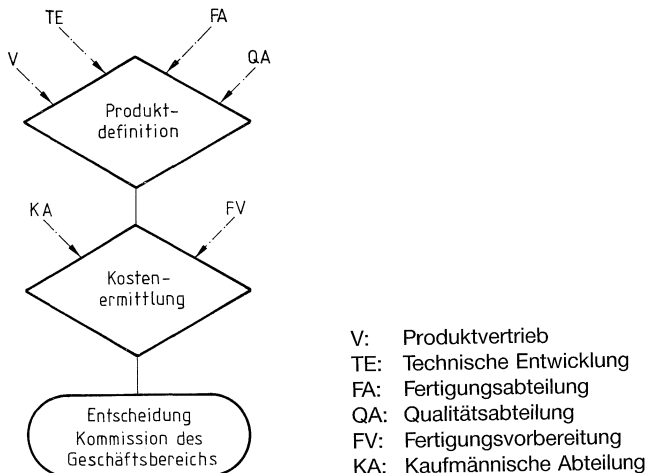 TE
FA
V
QA
Produkt-
definition
KA
FV
Kosten-
ermittlung
Entscheidung
Kommission des
Geschäftsbereichs
V: Produktvertrieb
TE: Technische Entwicklung
FA: Fertigungsabteilung
QA: Qualitätsabteilung
FV: Fertigungsvorbereitung
KA: Kaufmännische Abteilung